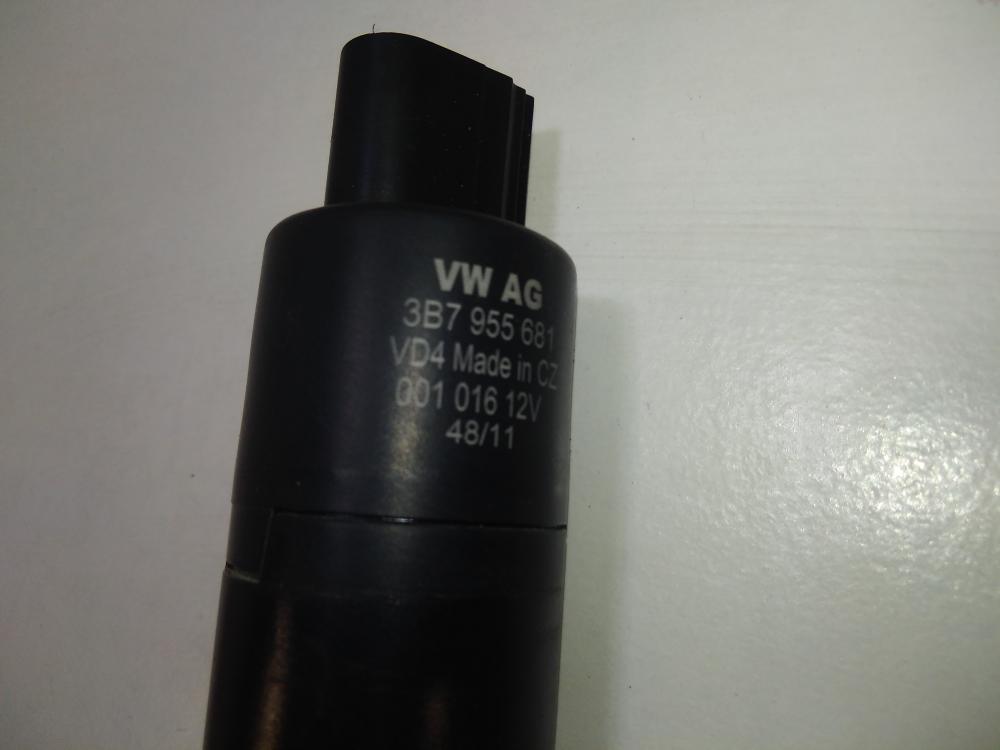 VW AG
3B7 955 681
VD4 Made in CZ
001 016 12V
48/11